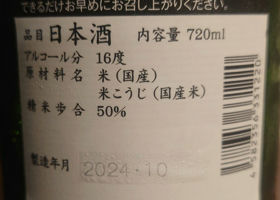 できるだけお早めにお召し上がりください。
品目 日本酒 内容量 720ml
アルコール分 16度
原材料名 米(国産)
米こうじ(国産米)
精米歩合 50%
製造年月 2024-10
4582356331220